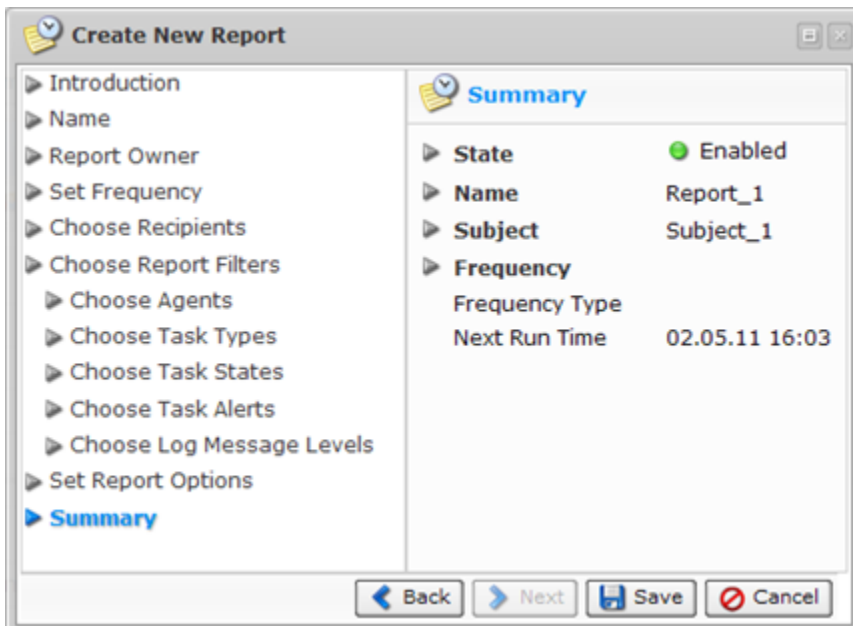 Create New Report
Introduction
Name
Report Owner
Set Frequency
Choose Recipients
Choose Report Filters
Choose Agents
Choose Task Types
Choose Task States
Choose Task Alerts
Choose Log Message Levels
Set Report Options
Summary
Summary
State Enabled
Name Report_1
Subject Subject_1
Frequency
Frequency Type
Next Run Time 02.05.11 16:03
Back Next Save Cancel